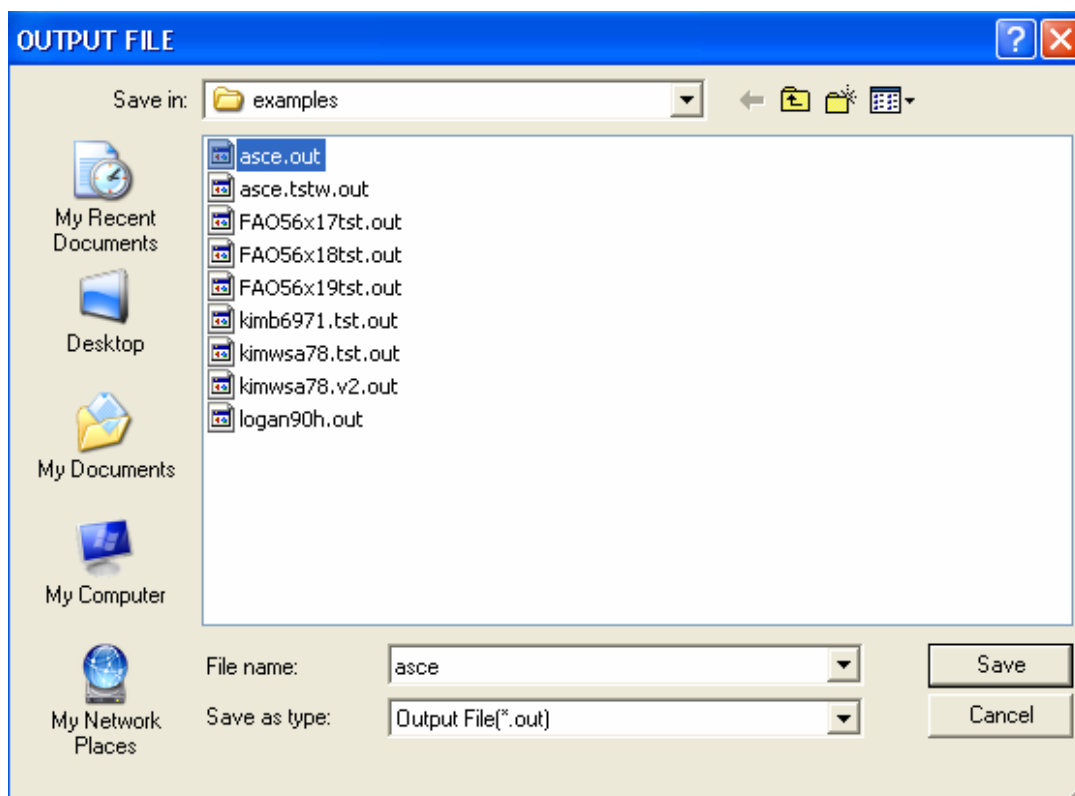 OUTPUT FILE
Save in: examples
asce.out
asce.tstw.out
FAO56x17tst.out
FAO56x18tst.out
FAO56x19tst.out
kimb6971.tst.out
kimwsa78.tst.out
kimwsa78.v2.out
logan90h.out
My Recent
Documents
Desktop
My Documents
My Computer
My Network
Places
File name: asce Save
Save as type: Output File(*.out) Cancel